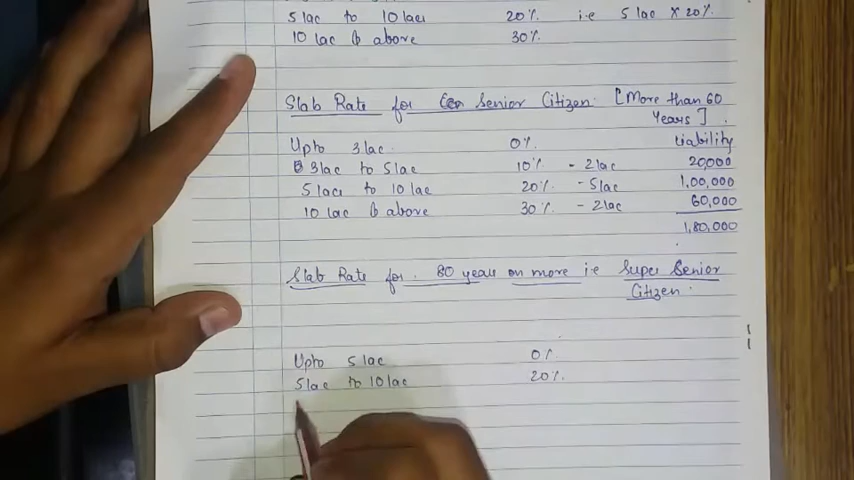 5 lac to 10 lacs 20% i.e 5 lac × 20%.
10 lac & above 30%.
Slab Rate for Senior Citizen: [More than 60
Years].
Liability
Upto 3 lac. 0%.
3 lac to 5 lac 10% - 2 lac 20,000
5 lacs to 10 lac 20% - 5 lac 1,00,000
10 lac & above 30% - 2 lac 60,000
1,80,000
Slab Rate for. 80 years on more i.e Super Senior
Citizen.
Upto 5 lac 0%
5 lac to 10 lac 20%.